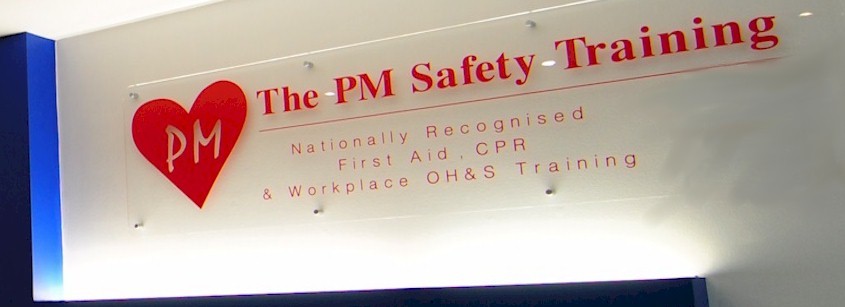 PM
The PM Safety Training
Nationally Recognised
First Aid , CPR
& Workplace OH&S Training